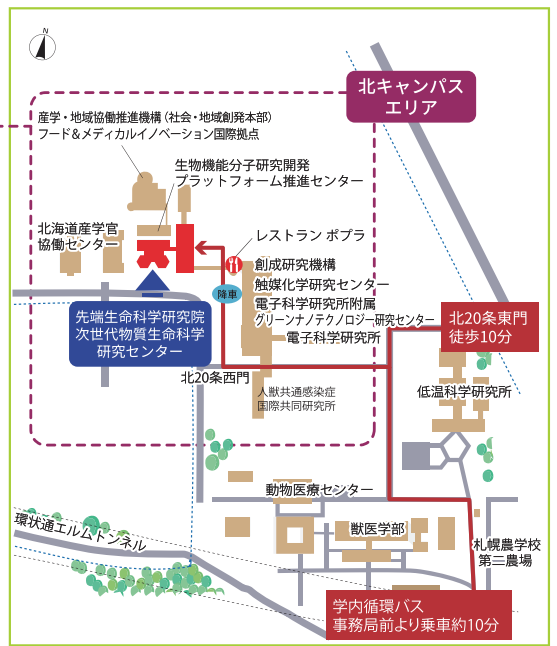 N
北キャンパス
エリア
産学・地域協働推進機構（社会・地域創発本部）
フード＆メディカルイノベーション国際拠点
生物機能分子研究開発
プラットフォーム推進センター
北海道産学官
協働センター
レストラン ポプラ
創成研究機構
触媒化学研究センター
降車
電子科学研究所附属
グリーンナノテクノロジー研究センター
電子科学研究所
先端生命科学研究院
次世代物質生命科学
研究センター
北20条東門
徒歩10分
北20条西門
人獣共通感染症
国際共同研究所
低温科学研究所
動物医療センター
獣医学部
環状通エルムトンネル
札幌農学校
第二農場
学内循環バス
事務局前より乗車約10分